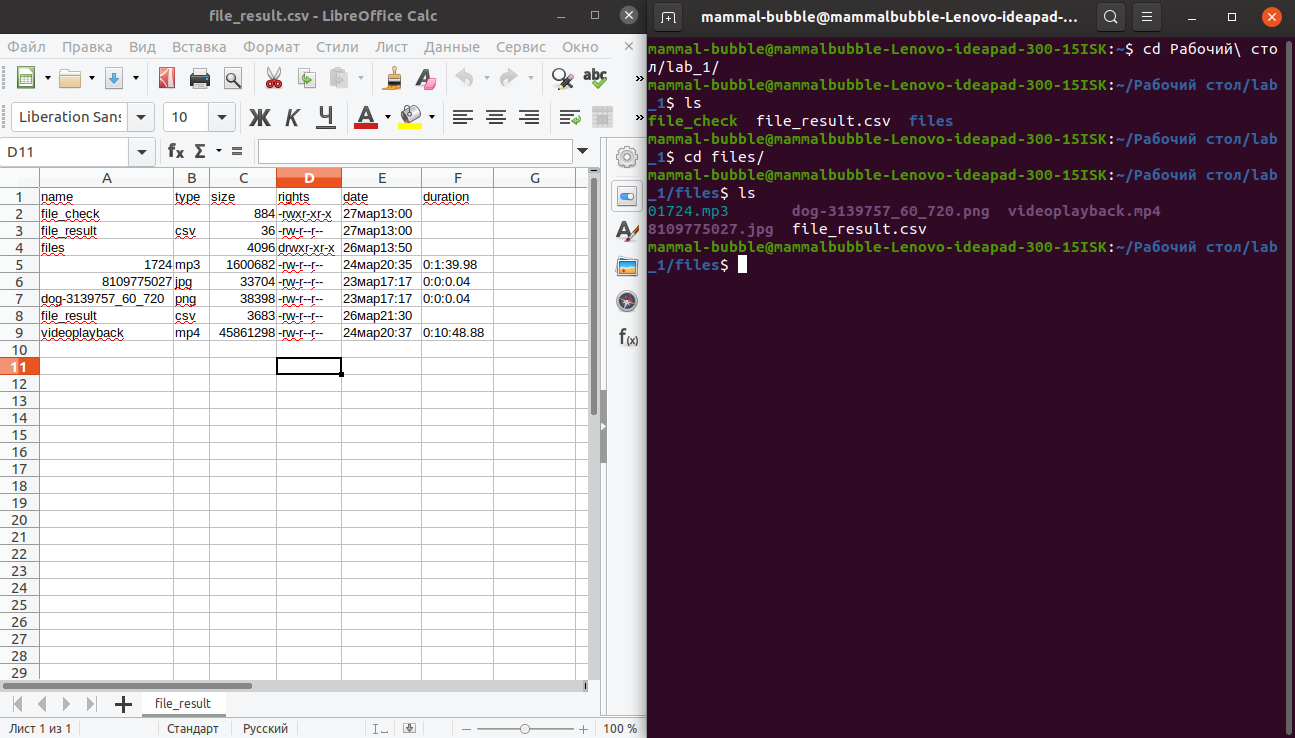 file_result.csv - LibreOffice Calc
Файл Правка Вид Вставка Формат Стили Лист Данные Сервис Окно
Liberation Sans 10 Ж К Ч А
D11 fx Σ =
A B C D E F G
1 name type size rights date duration
2 file_check 884 -rwxr-xr-x 27мар13:00
3 file_result csv 36 -rw-r--r-- 27мар13:00
4 files 4096 drwxr-xr-x 26мар13:50
5 1724 mp3 1600682 -rw-r--r-- 24мар20:35 0:1:39.98
6 8109775027 jpg 33704 -rw-r--r-- 23мар17:17 0:0:0.04
7 dog-3139757_60_720 png 38398 -rw-r--r-- 23мар17:17 0:0:0.04
8 file_result csv 3683 -rw-r--r-- 26мар21:30
9 videoplayback mp4 45861298 -rw-r--r-- 24мар20:37 0:10:48.88
10
11
12
13
14
15
16
17
18
19
20
21
22
23
24
25
26
27
28
29
file_result
Лист 1 из 1 Стандарт Русский 100 %
mammal-bubble@mammalbubble-Lenovo-ideapad-...
mammal-bubble@mammalbubble-Lenovo-ideapad-300-15ISK:~$ cd Рабочий\ сто
л/lab_1/
mammal-bubble@mammalbubble-Lenovo-ideapad-300-15ISK:~/Рабочий стол/lab
_1$ ls
file_check file_result.csv files
mammal-bubble@mammalbubble-Lenovo-ideapad-300-15ISK:~/Рабочий стол/lab
_1$ cd files/
mammal-bubble@mammalbubble-Lenovo-ideapad-300-15ISK:~/Рабочий стол/lab
_1/files$ ls
01724.mp3 dog-3139757_60_720.png videoplayback.mp4
8109775027.jpg file_result.csv
mammal-bubble@mammalbubble-Lenovo-ideapad-300-15ISK:~/Рабочий стол/lab
_1/files$